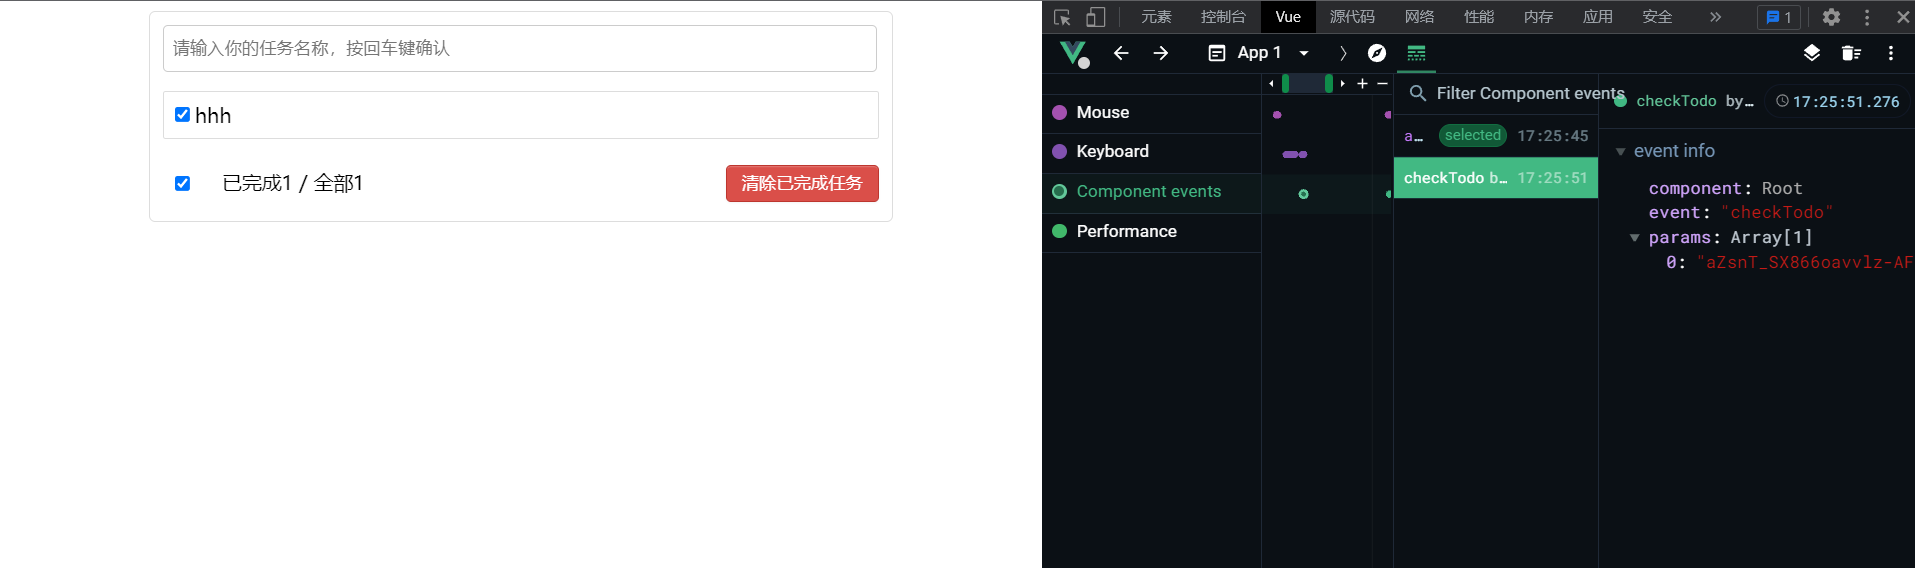 请输入你的任务名称，按回车键确认
hhh
已完成1 / 全部1
清除已完成任务
元素 控制台 Vue 源代码 网络 性能 内存 应用 安全 » 1
App 1
Mouse
Keyboard
Component events
Performance
Filter Component events
a... selected 17:25:45
checkTodo b... 17:25:51
checkTodo by... 17:25:51.276
event info
component: Root
event: "checkTodo"
params: Array[1]
0: "aZsnT_SX866oavvlz-AF